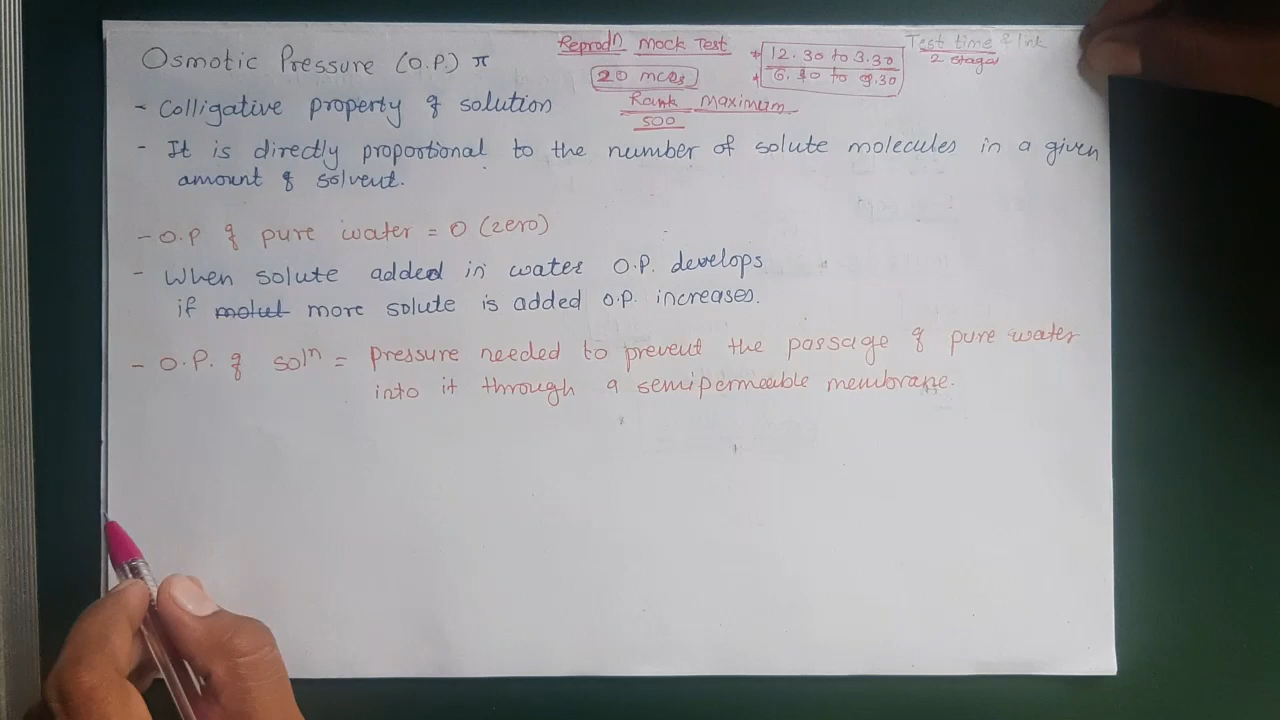 Osmotic Pressure (O.P.) π
Reprodⁿ Mock Test
20 MCQs
* 12.30 to 3.30
* 6.30 to 9.30
Test time & link
2 stages
Rank Maximum
500
- Colligative property of solution
- It is directly proportional to the number of solute molecules in a given
amount of solvent.
- O.P of pure water = 0 (zero)
- When solute added in water O.P. develops
if more solute is added O.P. increases.
- O.P. of solⁿ = pressure needed to prevent the passage of pure water
into it through a semipermeable membrane.